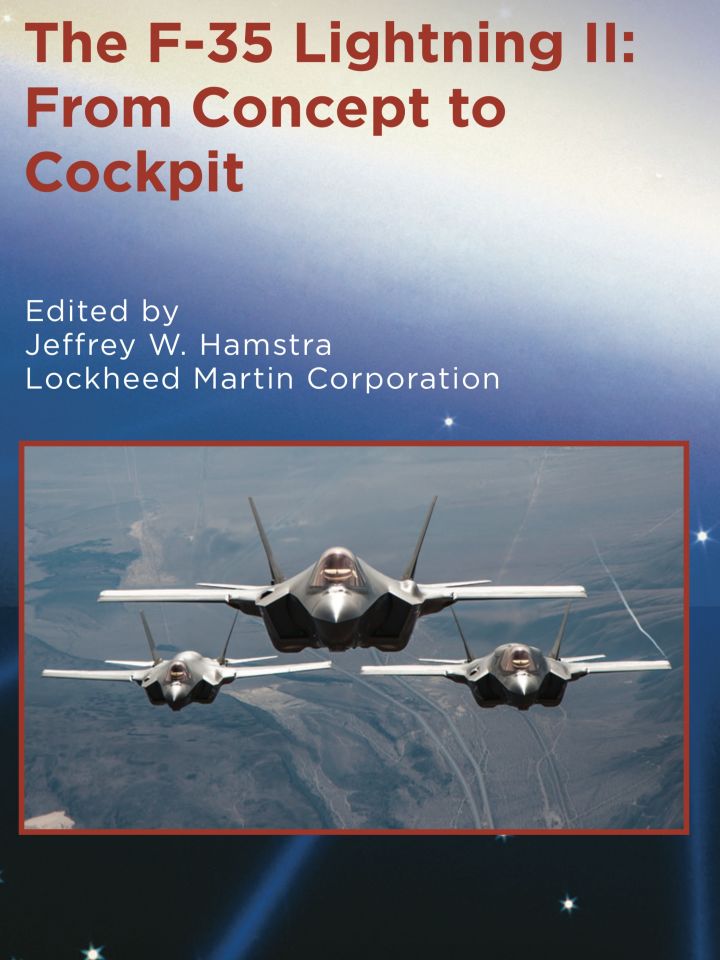 The F-35 Lightning II:
From Concept to
Cockpit
Edited by
Jeffrey W. Hamstra
Lockheed Martin Corporation